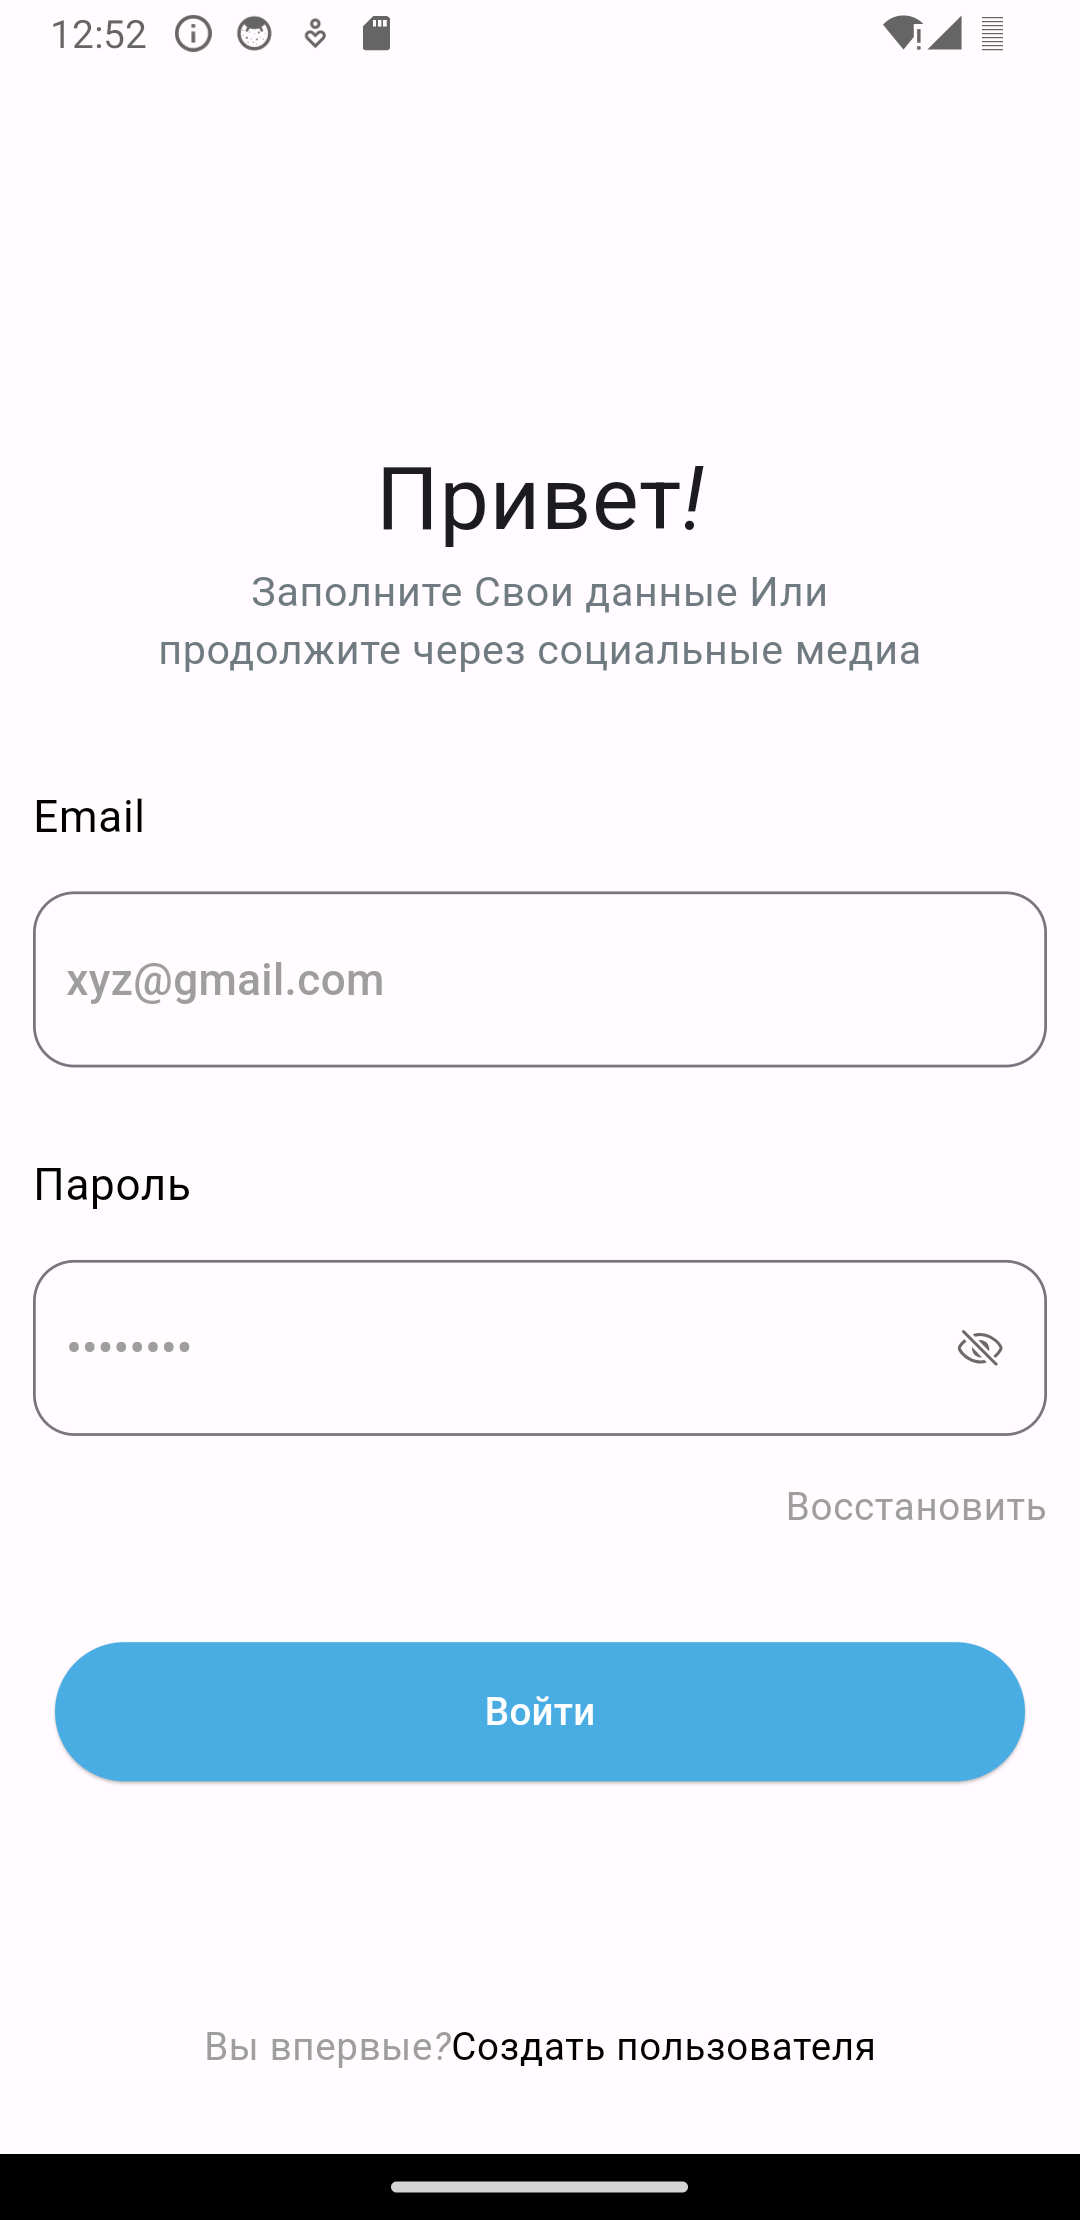 12:52
Привет!
Заполните Свои данные Или
продолжите через социальные медиа
Email
xyz@gmail.com
Пароль
••••••••
Восстановить
Войти
Вы впервые?Создать пользователя